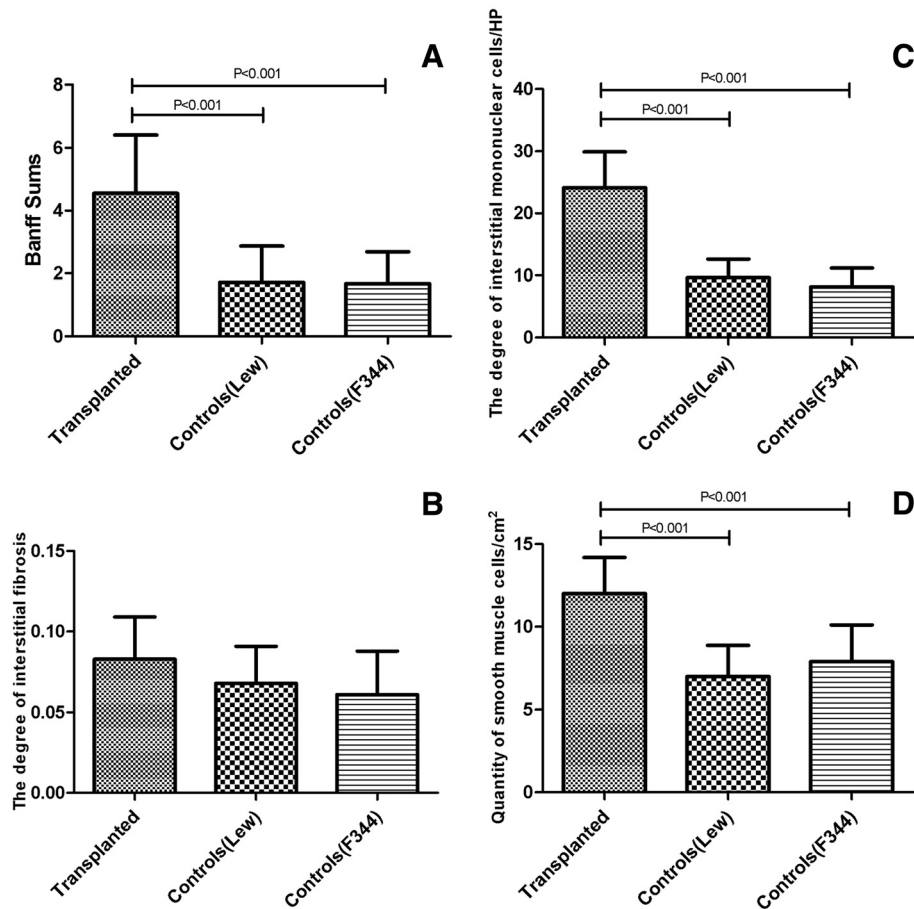 A
P<0.001
P<0.001
Banff Sums
8
6
4
2
0
Transplanted
Controls(Lew)
Controls(F344)
C
P<0.001
P<0.001
The degree of interstitial mononuclear cells/HP
40
30
20
10
0
Transplanted
Controls(Lew)
Controls(F344)
B
The degree of interstitial fibrosis
0.15
0.10
0.05
0.00
Transplanted
Controls(Lew)
Controls(F344)
D
P<0.001
P<0.001
Quantity of smooth muscle cells/cm²
15
10
5
0
Transplanted
Controls(Lew)
Controls(F344)